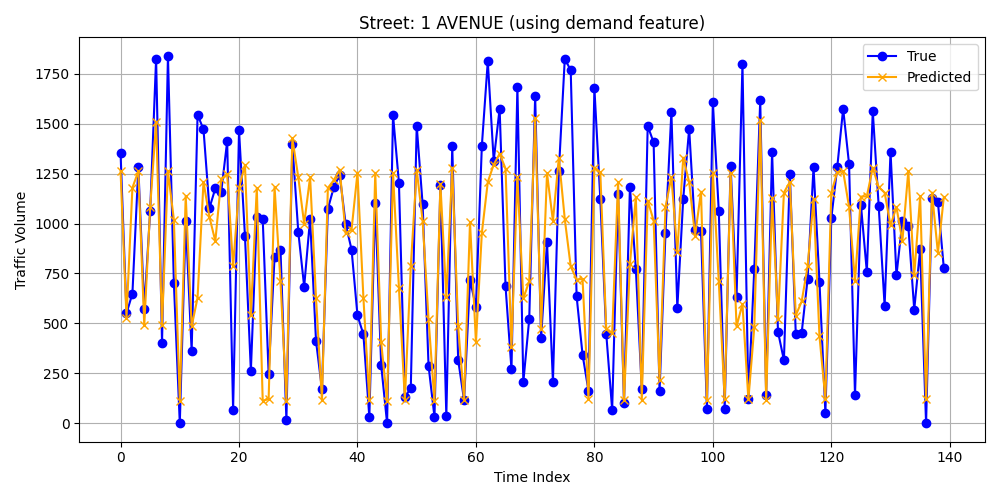 Street: 1 AVENUE (using demand feature)
True
Predicted
Traffic Volume
1750
1500
1250
1000
750
500
250
0
0 20 40 60 80 100 120 140
Time Index